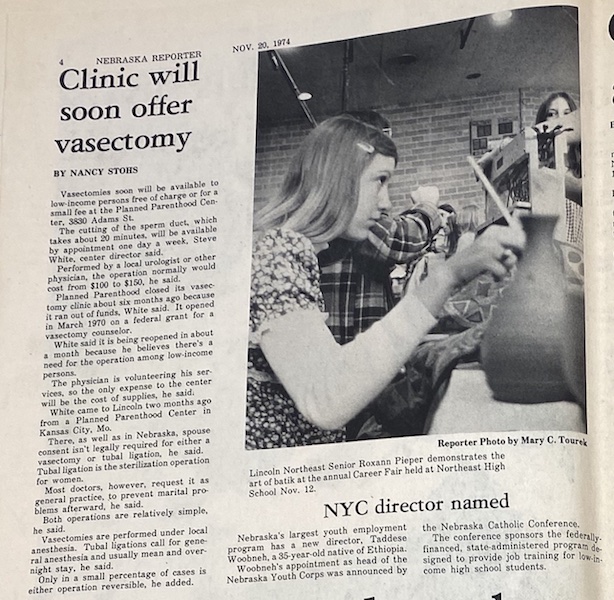 4 NEBRASKA REPORTER NOV. 20, 1974
Clinic will
soon offer
vasectomy
BY NANCY STOHS
Vasectomies soon will be available to
low-income persons free of charge or for a
small fee at the Planned Parenthood Cen-
ter, 3830 Adams St.
The cutting of the sperm duct, which
takes about 20 minutes, will be available
by appointment one day a week, Steve
White, center director said.
Performed by a local urologist or other
physician, the operation normally would
cost from $100 to $150, he said.
Planned Parenthood closed its vasec-
tomy clinic about six months ago because
it ran out of funds, White said. It opened
in March 1970 on a federal grant for a
vasectomy counselor.
White said it is being reopened in about
a month because he believes there's a
need for the operation among low-income
persons.
The physician is volunteering his ser-
vices, so the only expense to the center
will be the cost of supplies, he said.
White came to Lincoln two months ago
from a Planned Parenthood Center in
Kansas City, Mo.
There, as well as in Nebraska, spouse
consent isn't legally required for either a
vasectomy or tubal ligation, he said.
Tubal ligation is the sterilization operation
for women.
Most doctors, however, request it as
general practice, to prevent marital pro-
blems afterward, he said.
Both operations are relatively simple,
he said.
Vasectomies are performed under local
anesthesia. Tubal ligations call for gene-
ral anesthesia and usually mean and over-
night stay, he said.
Only in a small percentage of cases is
either operation reversible, he added.
Reporter Photo by Mary C. Tourek
Lincoln Northeast Senior Roxann Pieper demonstrates the
art of batik at the annual Career Fair held at Northeast High
School Nov. 12.
NYC director named
Nebraska's largest youth employment
program has a new director, Taddese
Woobneh, a 35-year-old native of Ethiopia.
Woobneh's appointment as head of the
Nebraska Youth Corps was announced by
the Nebraska Catholic Conference.
The conference sponsors the federally-
financed, state-administered program de-
signed to provide job training for low-in-
come high school students.